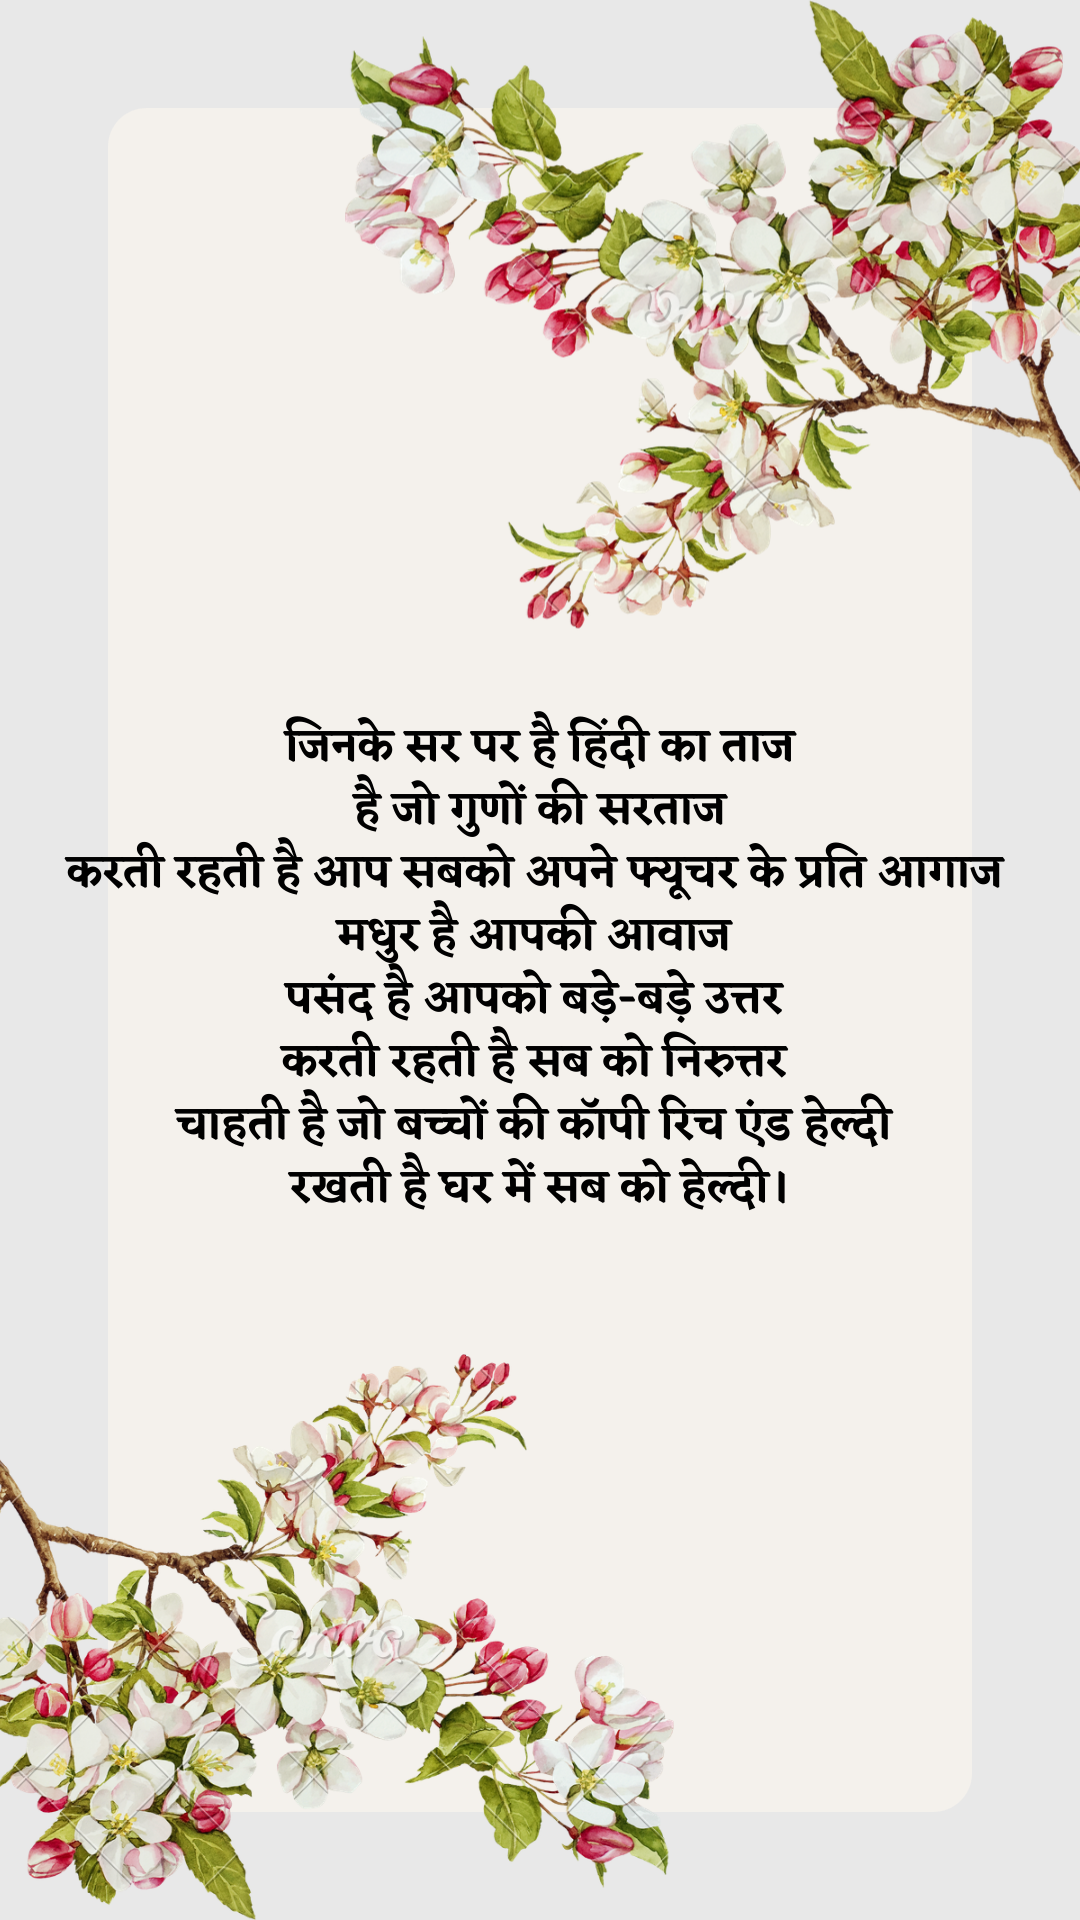 जिनके सर पर है हिंदी का ताज
है जो गुणों की सरताज
करती रहती है आप सबको अपने फ्यूचर के प्रति आगाज
मधुर है आपकी आवाज
पसंद है आपको बड़े-बड़े उत्तर
करती रहती है सब को निरुत्तर
चाहती है जो बच्चों की कॉपी रिच एंड हेल्दी
रखती है घर में सब को हेल्दी।
Canva